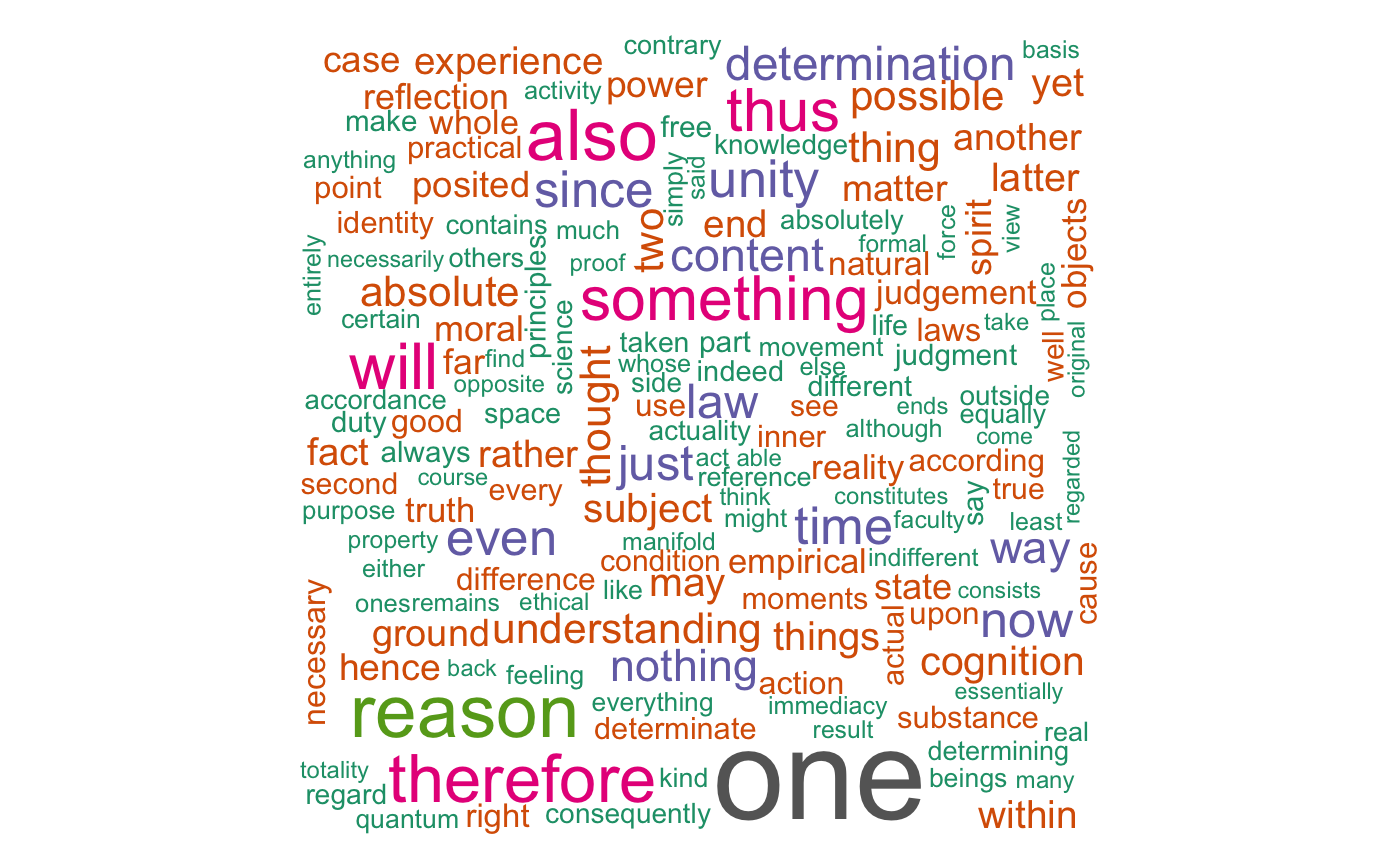 contrary
case experience determination basis
reflection activity power thus possible yet
make whole also free another
anything practical knowledge thing
point posited since simply said unity matter latter
identity contains much two end absolutely force spirit view objects
entirely necessarily others principles proof content formal natural
absolute something judgement place
certain moral science life laws take
will far find taken part movement judgment well original
opposite thought whose indeed else
accordance side different outside
duty good space use law see ends equally
actuality inner although come
fact always rather just act able reality according regarded
second course every reference
purpose truth subject think constitutes say true
might time faculty least
property even manifold way
either condition empirical indifferent cause
difference like may state consists
necessary ones remains ethical moments actual upon now
ground understanding things
hence back feeling nothing action cognition
reason everything immediacy essentially
determinate result substance real
totality therefore kind one determining
regard beings many
quantum right consequently within